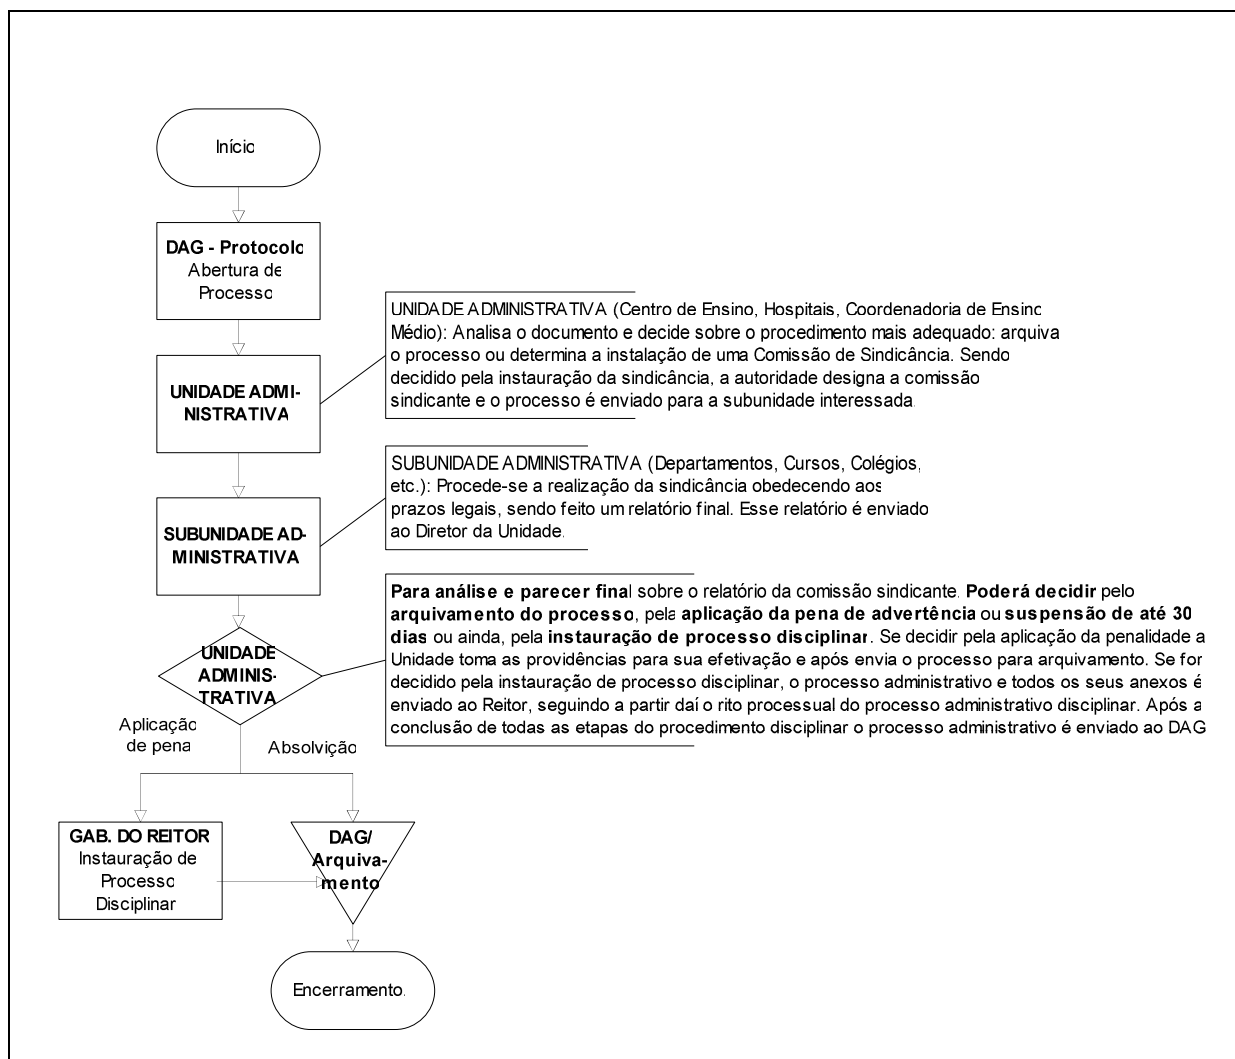 Início
DAG - Protocolo
Abertura de
Processo
UNIDADE ADMI-
NISTRATIVA
UNIDADE ADMINISTRATIVA (Centro de Ensino, Hospitais, Coordenadoria de Ensino
Médio): Analisa o documento e decide sobre o procedimento mais adequado: arquiva
o processo ou determina a instalação de uma Comissão de Sindicância. Sendo
decidido pela instauração da sindicância, a autoridade designa a comissão
sindicante e o processo é enviado para a subunidade interessada.
SUBUNIDADE AD-
MINISTRATIVA
SUBUNIDADE ADMINISTRATIVA (Departamentos, Cursos, Colégios,
etc.): Procede-se a realização da sindicância obedecendo aos
prazos legais, sendo feito um relatório final. Esse relatório é enviado
ao Diretor da Unidade.
UNIDADE
ADMINIS-
TRATIVA
Para análise e parecer final sobre o relatório da comissão sindicante. Poderá decidir pelo
arquivamento do processo, pela aplicação da pena de advertência ou suspensão de até 30
dias ou ainda, pela instauração de processo disciplinar. Se decidir pela aplicação da penalidade a
Unidade toma as providências para sua efetivação e após envia o processo para arquivamento. Se for
decidido pela instauração de processo disciplinar, o processo administrativo e todos os seus anexos é
enviado ao Reitor, seguindo a partir daí o rito processual do processo administrativo disciplinar. Após a
conclusão de todas as etapas do procedimento disciplinar o processo administrativo é enviado ao DAG
Aplicação
de pena
Absolvição
GAB. DO REITOR
Instauração de
Processo
Disciplinar
DAG/
Arquiva-
mento
Encerramento.